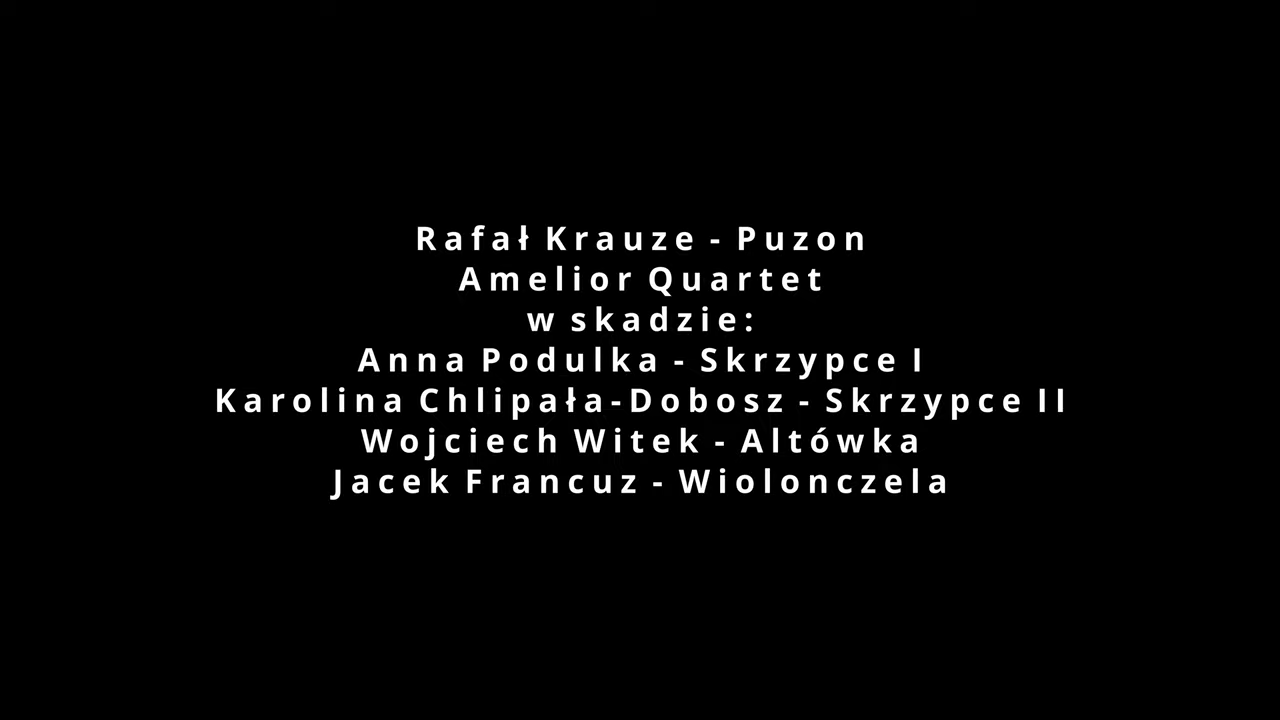 Rafał Krauze - Puzon
Amelior Quartet
w skadzie:
Anna Podulka - Skrzypce I
Karolina Chlipała-Dobosz - Skrzypce II
Wojciech Witek - Altówka
Jacek Francuz - Wiolonczela